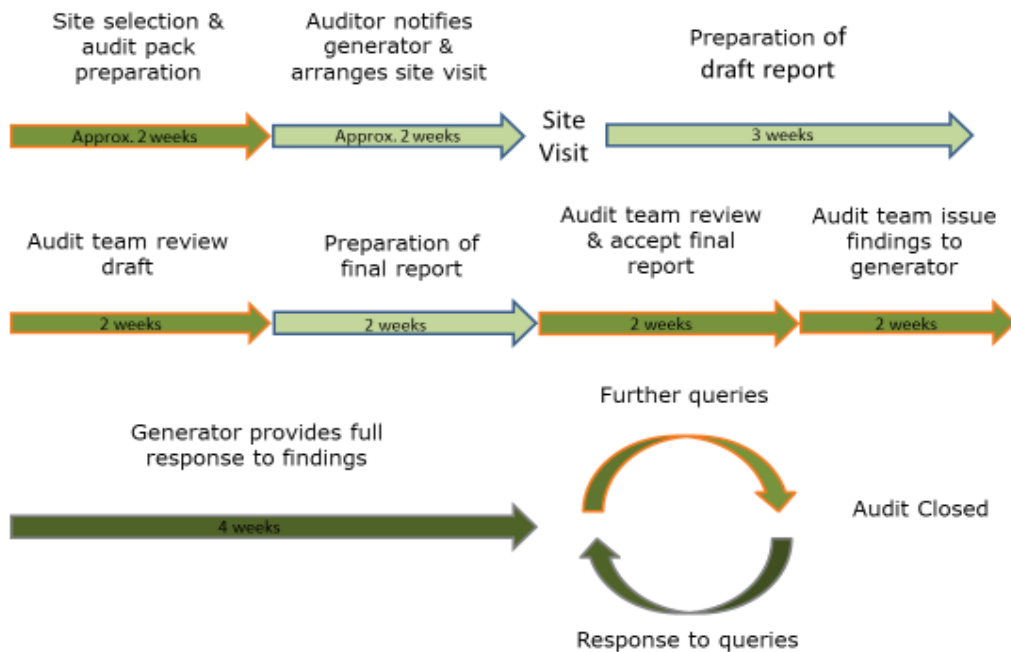 Site selection &
audit pack
preparation
Auditor notifies
generator &
arranges site visit
Preparation of
draft report
Approx. 2 weeks
Approx. 2 weeks
Site
Visit
3 weeks
Audit team review
draft
Preparation of
final report
Audit team review
& accept final
report
Audit team issue
findings to
generator
2 weeks
2 weeks
2 weeks
2 weeks
Generator provides full
response to findings
4 weeks
Further queries
Audit Closed
Response to queries